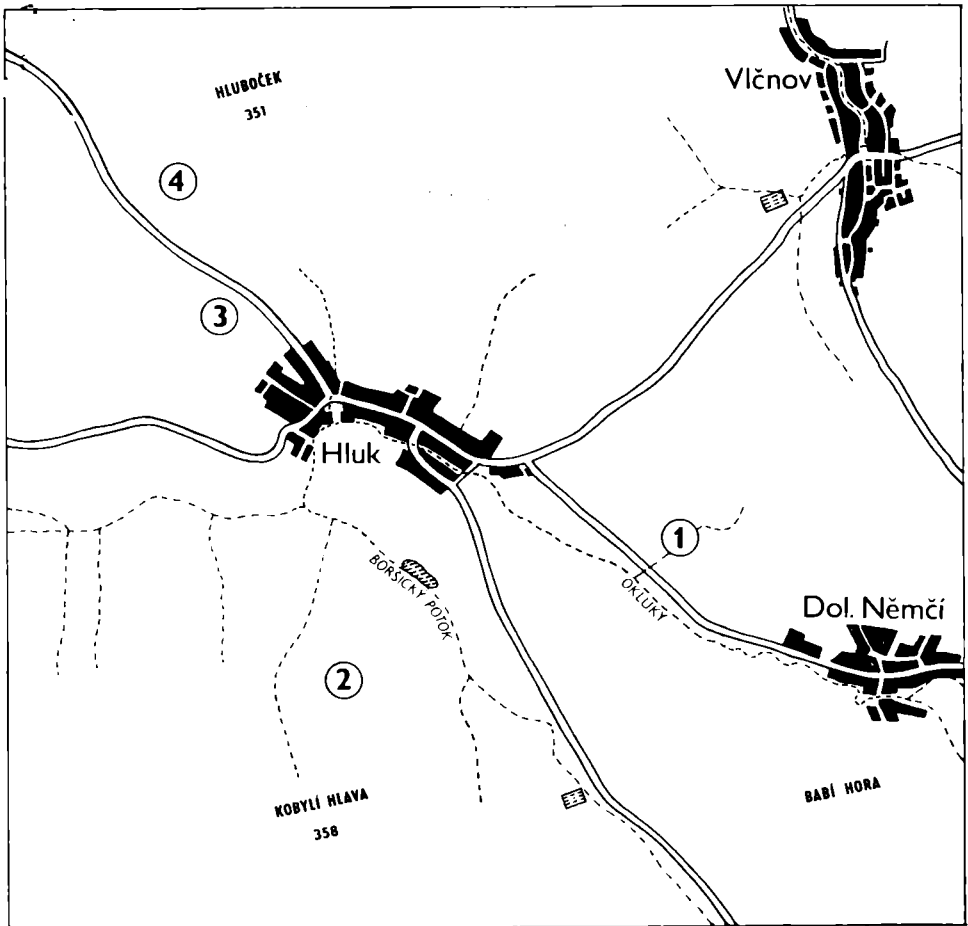 HLUBOČEK
351
Vlčnov
4
3
Hluk
1
BORŠICKÝ POTOK
OKLUKY
Dol. Němčí
2
KOBYLÍ HLAVA
358
BABÍ HORA